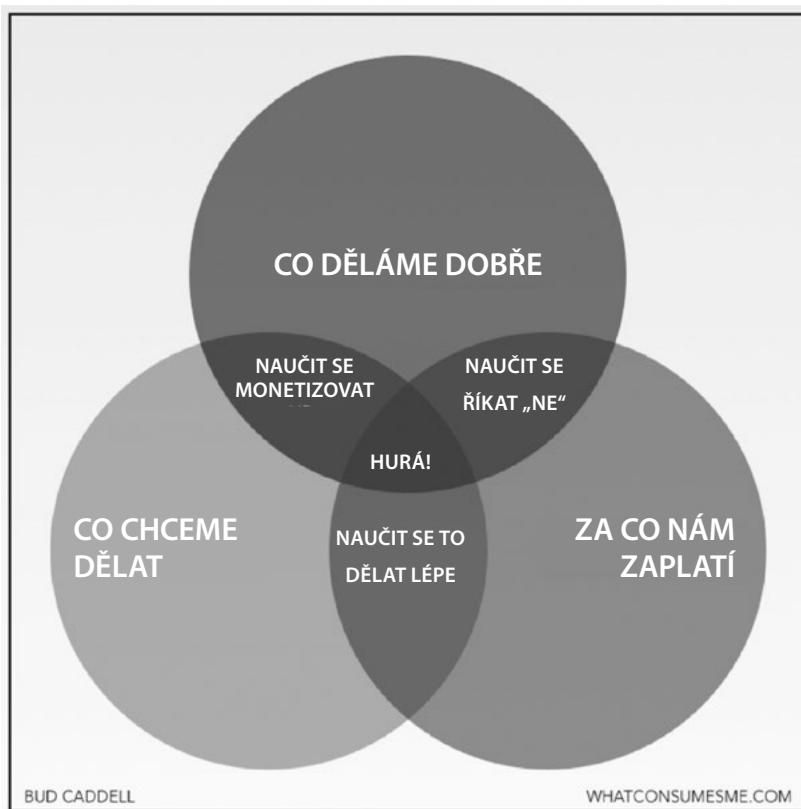 CO DĚLÁME DOBŘE
NAUČIT SE
MONETIZOVAT
NAUČIT SE
ŘÍKAT „NE“
HURÁ!
CO CHCEME
DĚLAT
NAUČIT SE TO
DĚLAT LÉPE
ZA CO NÁM
ZAPLATÍ
BUD CADDELL
WHATCONSUMESME.COM